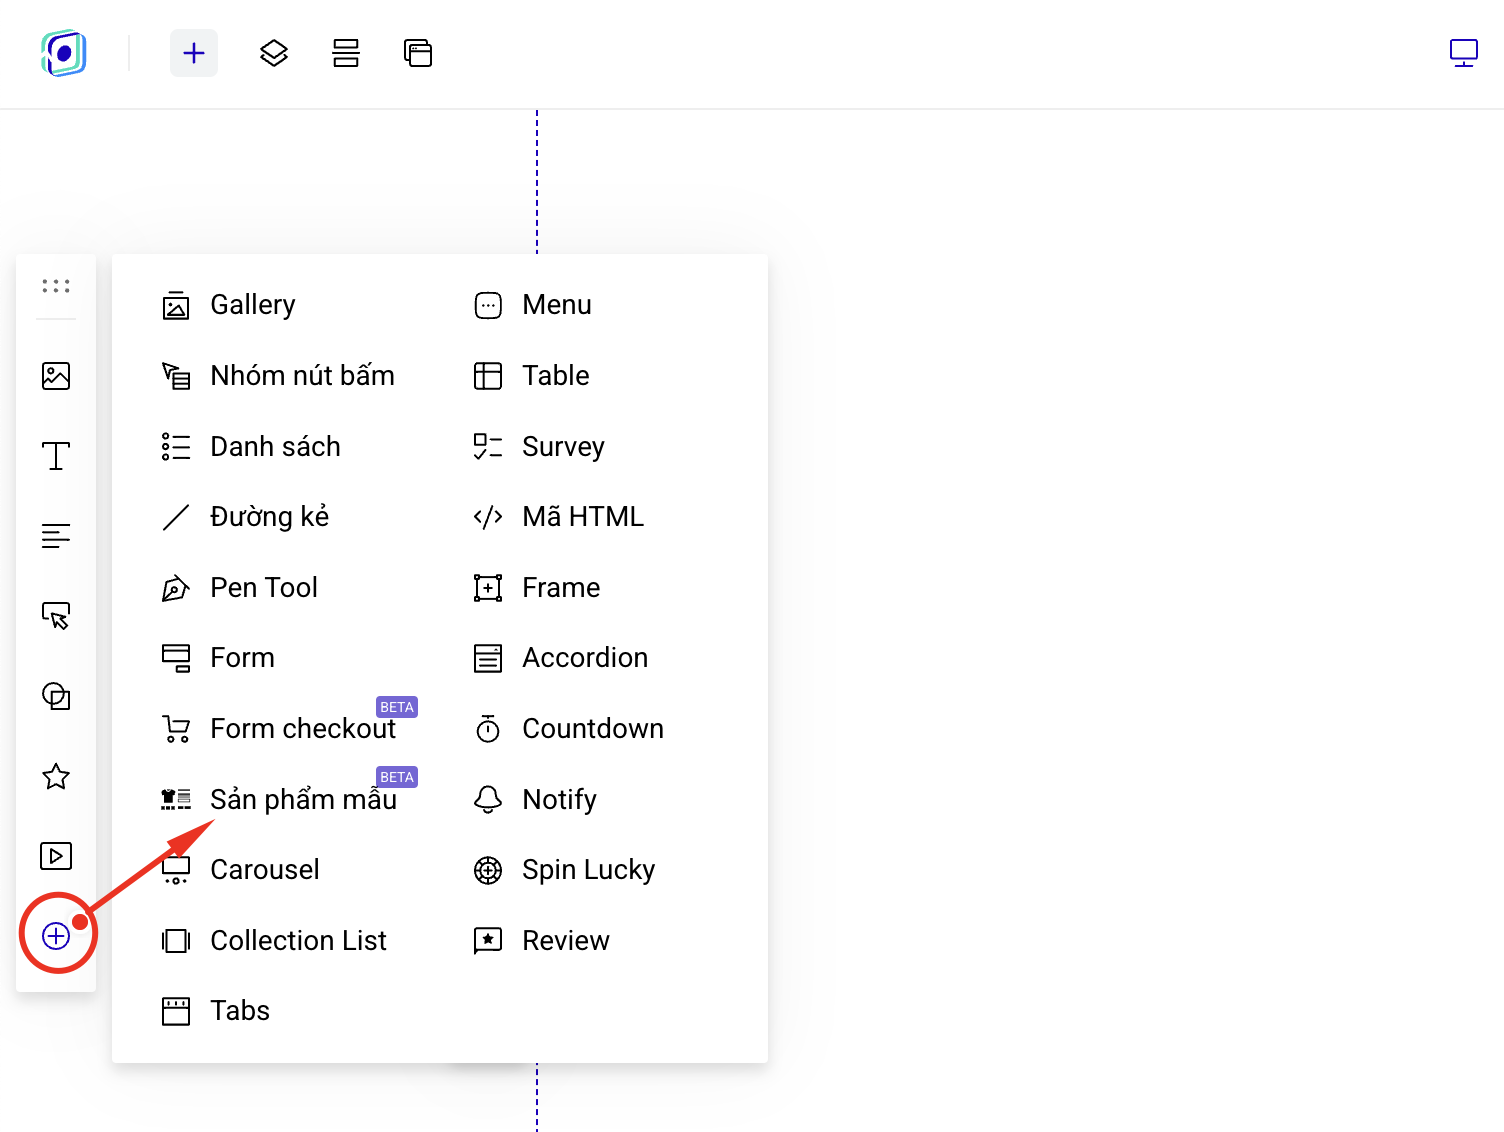 Gallery
Menu
Nhóm nút bấm
Table
Danh sách
Survey
Đường kẻ
Mã HTML
Pen Tool
Frame
Form
Accordion
BETA
Form checkout
Countdown
BETA
Sản phẩm mẫu
Notify
Carousel
Spin Lucky
Collection List
Review
Tabs